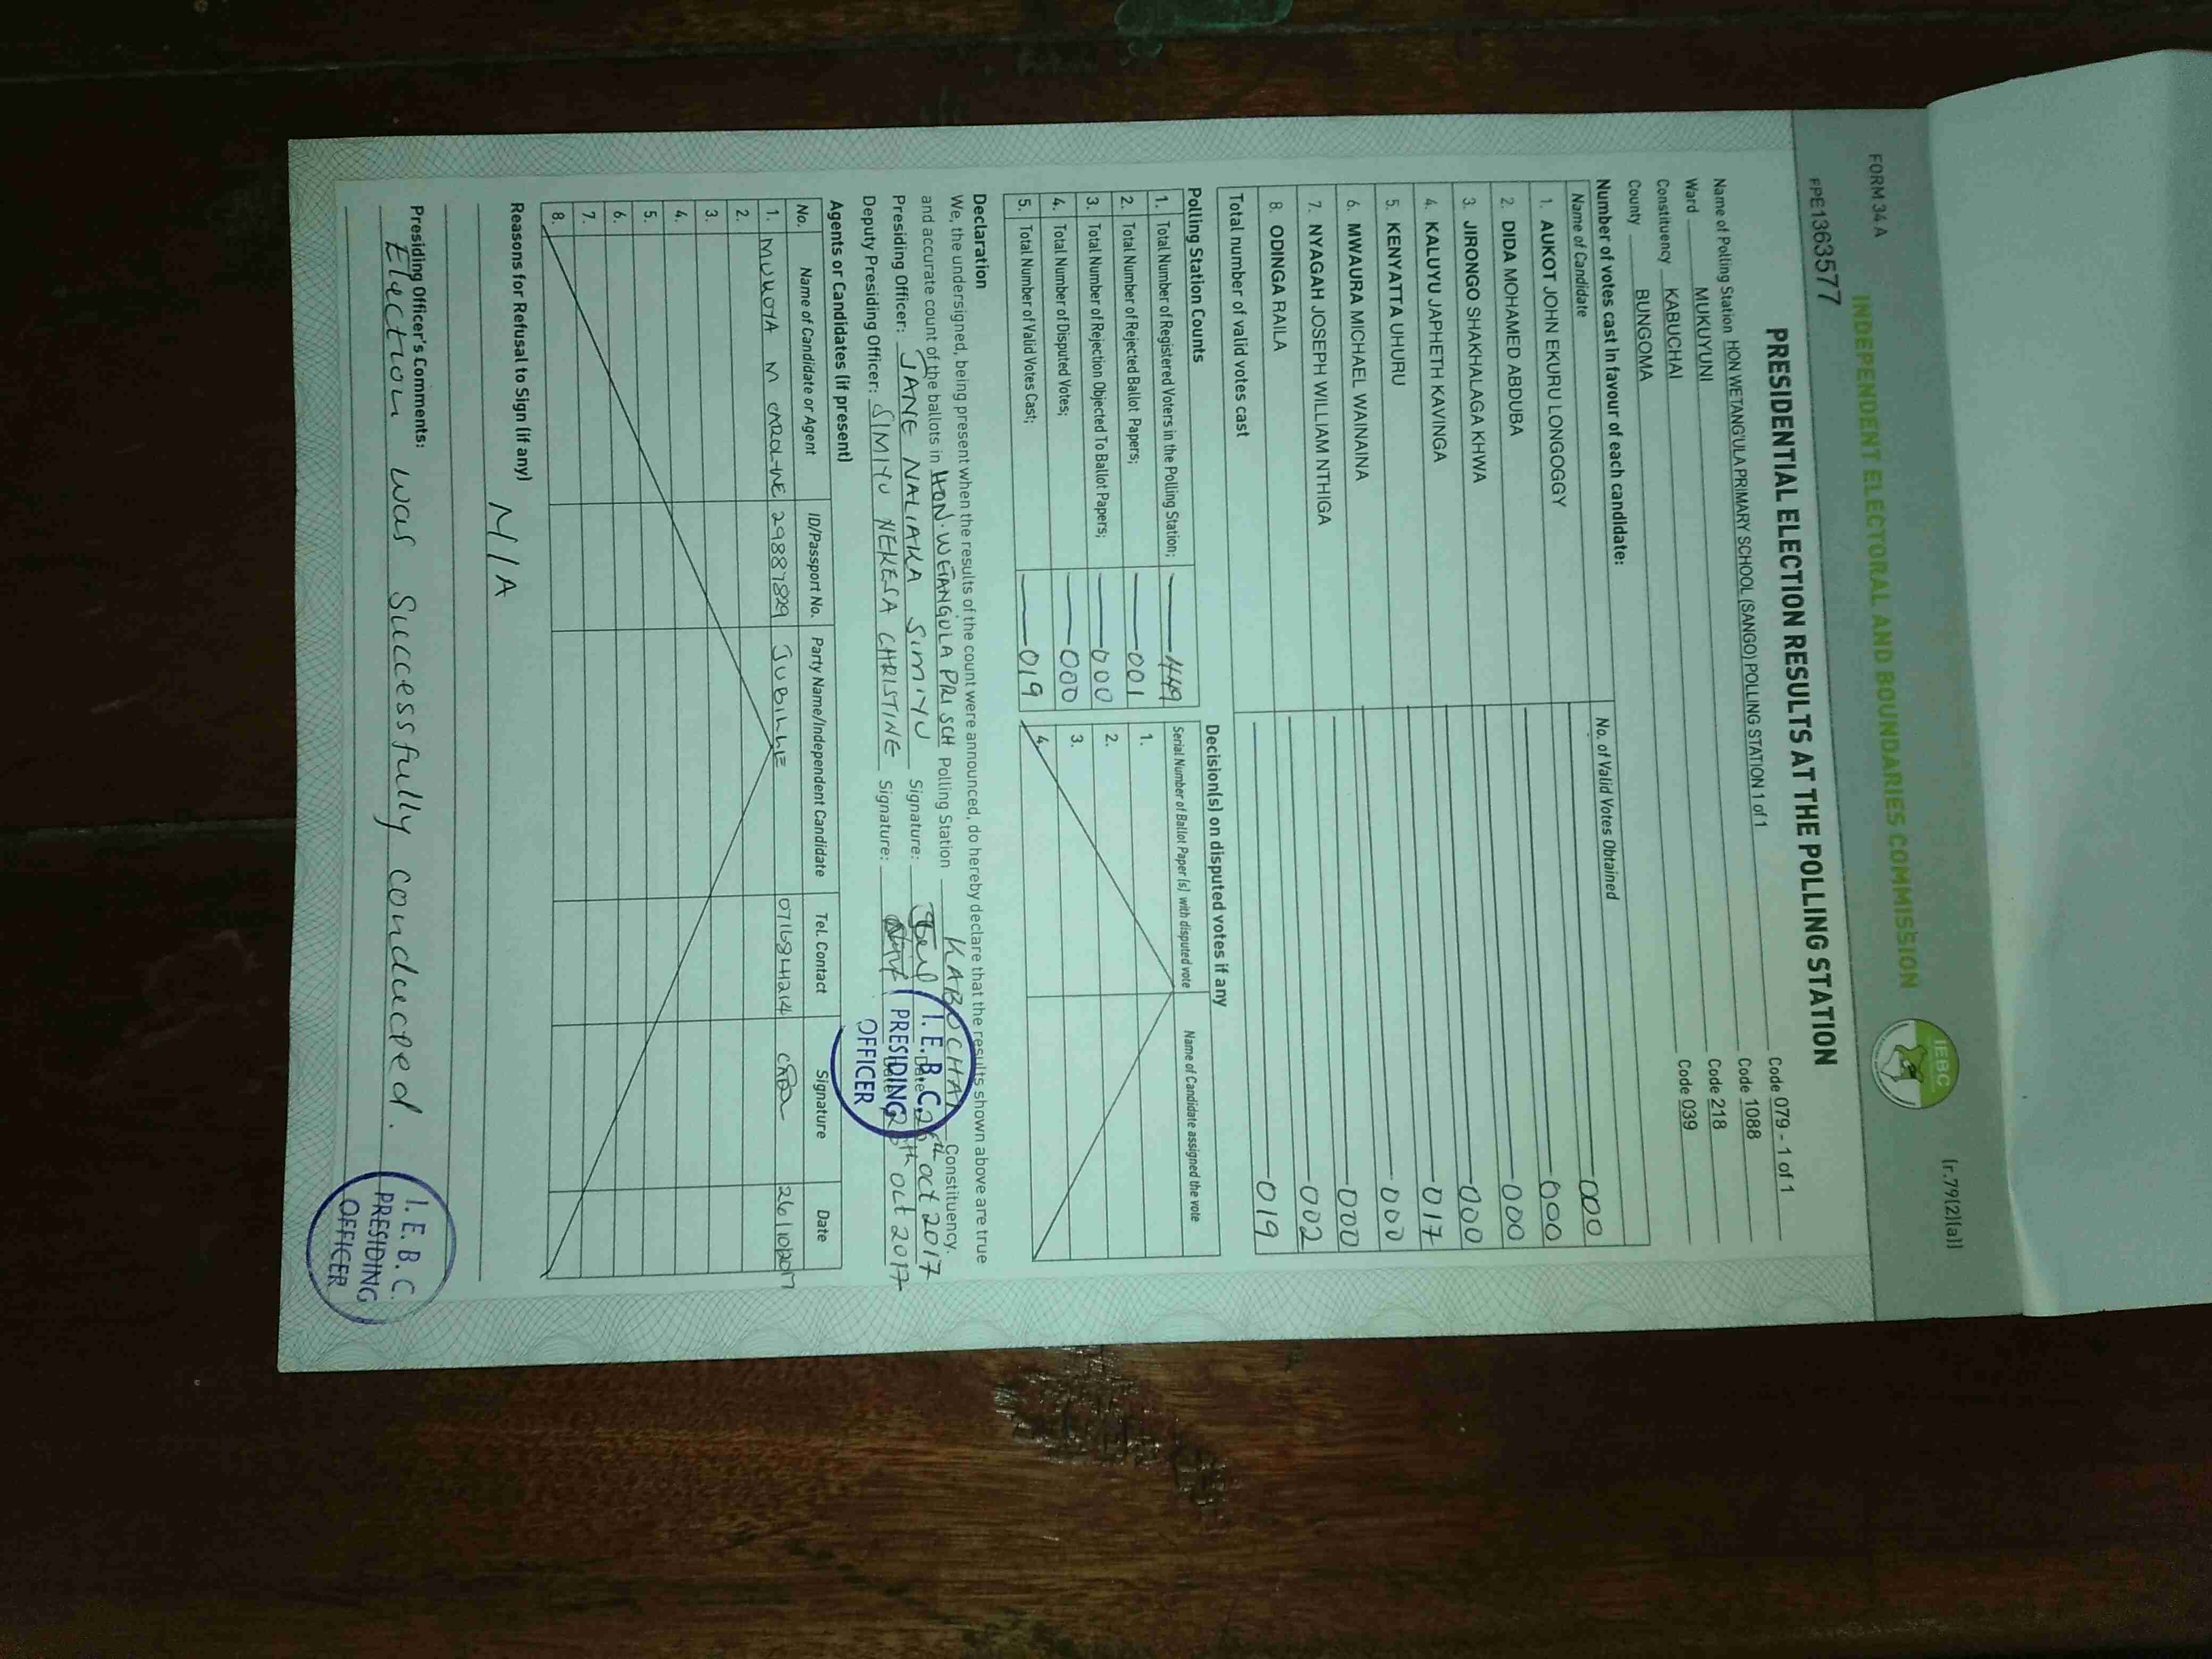 FORM 34 A
(r.79(2)(a))
INDEPENDENT ELECTORAL AND BOUNDARIES COMMISSION
IEBC
PPE1363577
PRESIDENTIAL ELECTION RESULTS AT THE POLLING STATION
Name of Polling Station HON WETANG'ULA PRIMARY SCHOOL (SANGO) POLLING STATION 1 of 1 Code 079 - 1 of 1
Ward MUKUYUNI Code 1088
Constituency KABUCHAI Code 218
County BUNGOMA Code 039
Number of votes cast in favour of each candidate:
Name of Candidate No. of Valid Votes Obtained
1. AUKOT JOHN EKURU LONGOGGY 000
2. DIDA MOHAMED ABDUBA 000
3. JIRONGO SHAKHALAGA KHWA 000
4. KALUYU JAPHETH KAVINGA 000
5. KENYATTA UHURU 017
6. MWAURA MICHAEL WAINAINA 000
7. NYAGAH JOSEPH WILLIAM NTHIGA 000
8. ODINGA RAILA 002
Total number of valid votes cast 019
Polling Station Counts
1. Total Number of Registered Voters in the Polling Station; 449
2. Total Number of Rejected Ballot Papers; 001
3. Total Number of Rejection Objected To Ballot Papers; 000
4. Total Number of Disputed Votes; 000
5. Total Number of Valid Votes Cast; 019
Decision(s) on disputed votes if any
Serial Number of Ballot Paper (s) with disputed vote Name of Candidate assigned the vote
1.
2.
3.
4.
Declaration
We, the undersigned, being present when the results of the count were announced, do hereby declare that the results shown above are true
and accurate count of the ballots in HON. WETANGULA PRI SCH Polling Station KABUCHAI Constituency.
Presiding Officer: JANE NALIAKA SIMIYU Signature: Date: 26th Oct 2017
Deputy Presiding Officer: SIMIYU NEKESA CHRISTINE Signature: Date: 26th Oct 2017
I.E.B.C.
PRESIDING
OFFICER
Agents or Candidates (if present)
No. Name of Candidate or Agent ID/Passport No. Party Name/Independent Candidate Tel. Contact Signature Date
1. M CAROLINE 29887829 JUBILEE 0716841214 26/10/2017
2.
3.
4.
5.
6.
7.
8.
Reasons for Refusal to Sign (if any)
N/A
Presiding Officer's Comments:
Election was Successfully conducted.
I.E.B.C.
PRESIDING
OFFICER